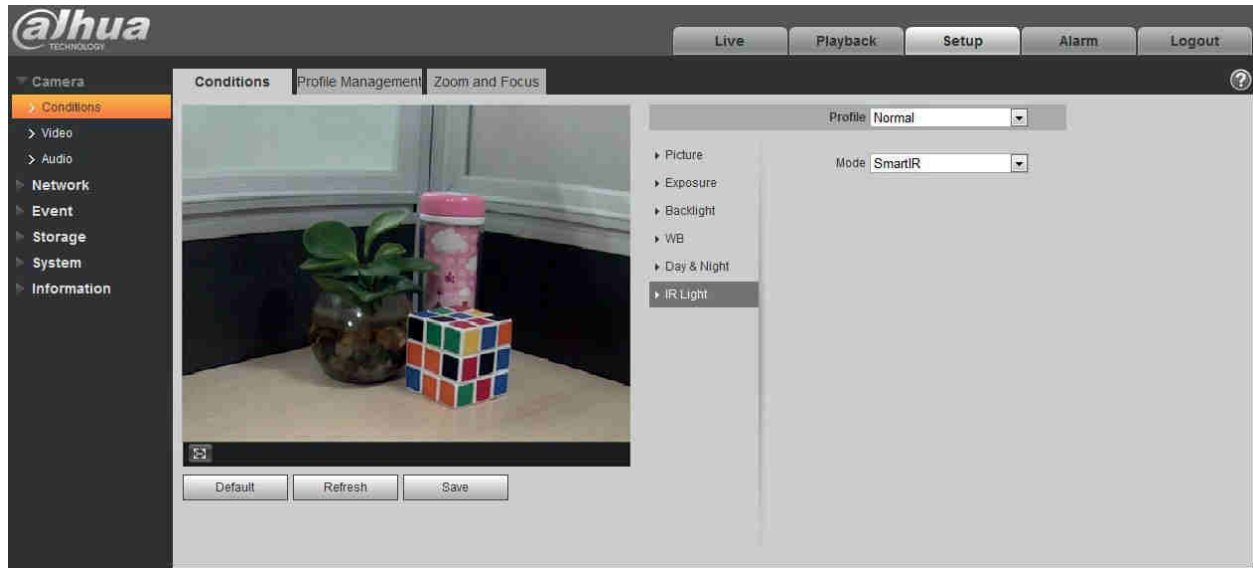 alhua
TECHNOLOGY
Live Playback Setup Alarm Logout
Camera
Conditions
Video
Audio
Network
Event
Storage
System
Information
Conditions Profile Management Zoom and Focus
Profile Normal
Picture
Exposure
Backlight
WB
Day & Night
IR Light
Mode SmartIR
Default Refresh Save